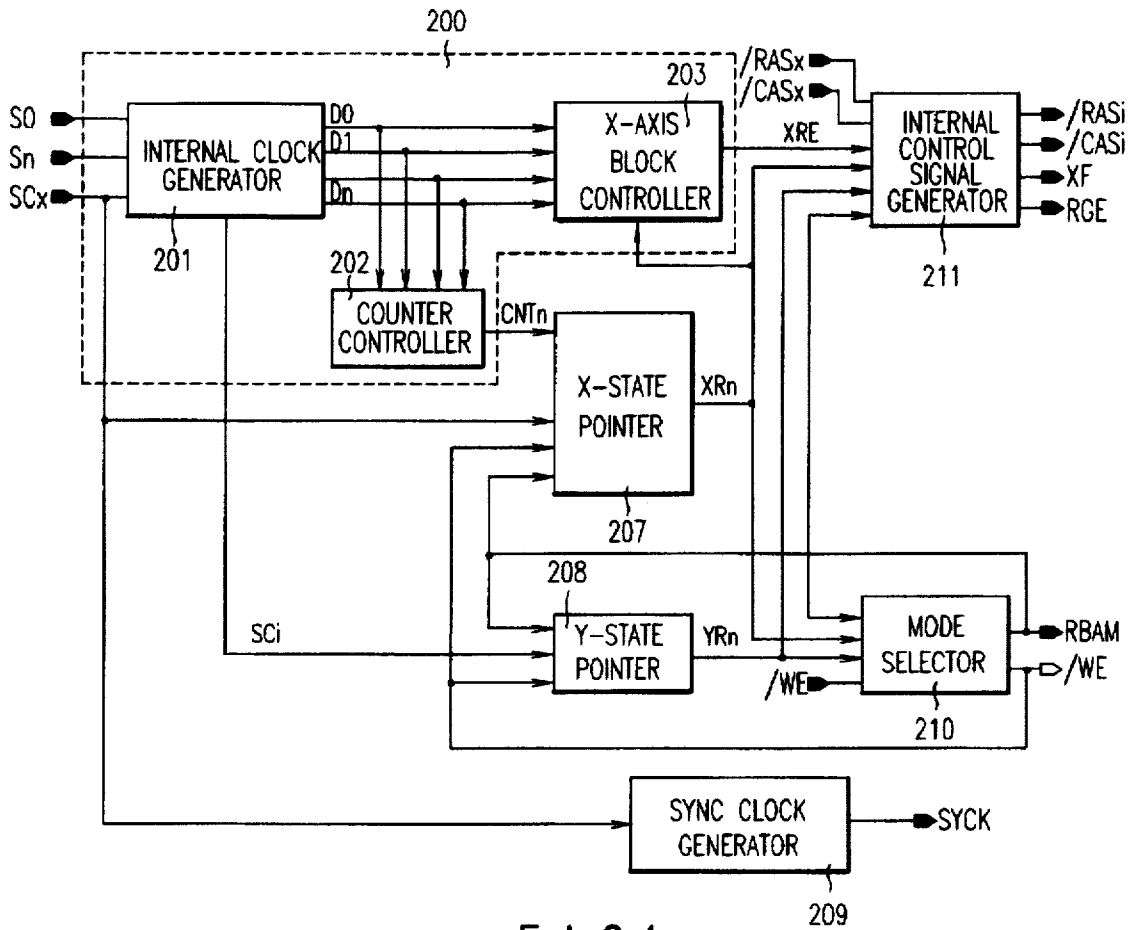 200
S0
Sn
SCx
INTERNAL CLOCK
GENERATOR
201
D0
D1
Dn
203
X-AXIS
BLOCK
CONTROLLER
/RASx
/CASx
XRE
INTERNAL
CONTROL
SIGNAL
GENERATOR
211
/RASi
/CASi
XF
RGE
202
COUNTER
CONTROLLER
CNTn
X-STATE
POINTER
207
XRn
208
Y-STATE
POINTER
SCi
YRn
/WE
MODE
SELECTOR
210
RBAM
/WE
SYNC CLOCK
GENERATOR
209
SYCK